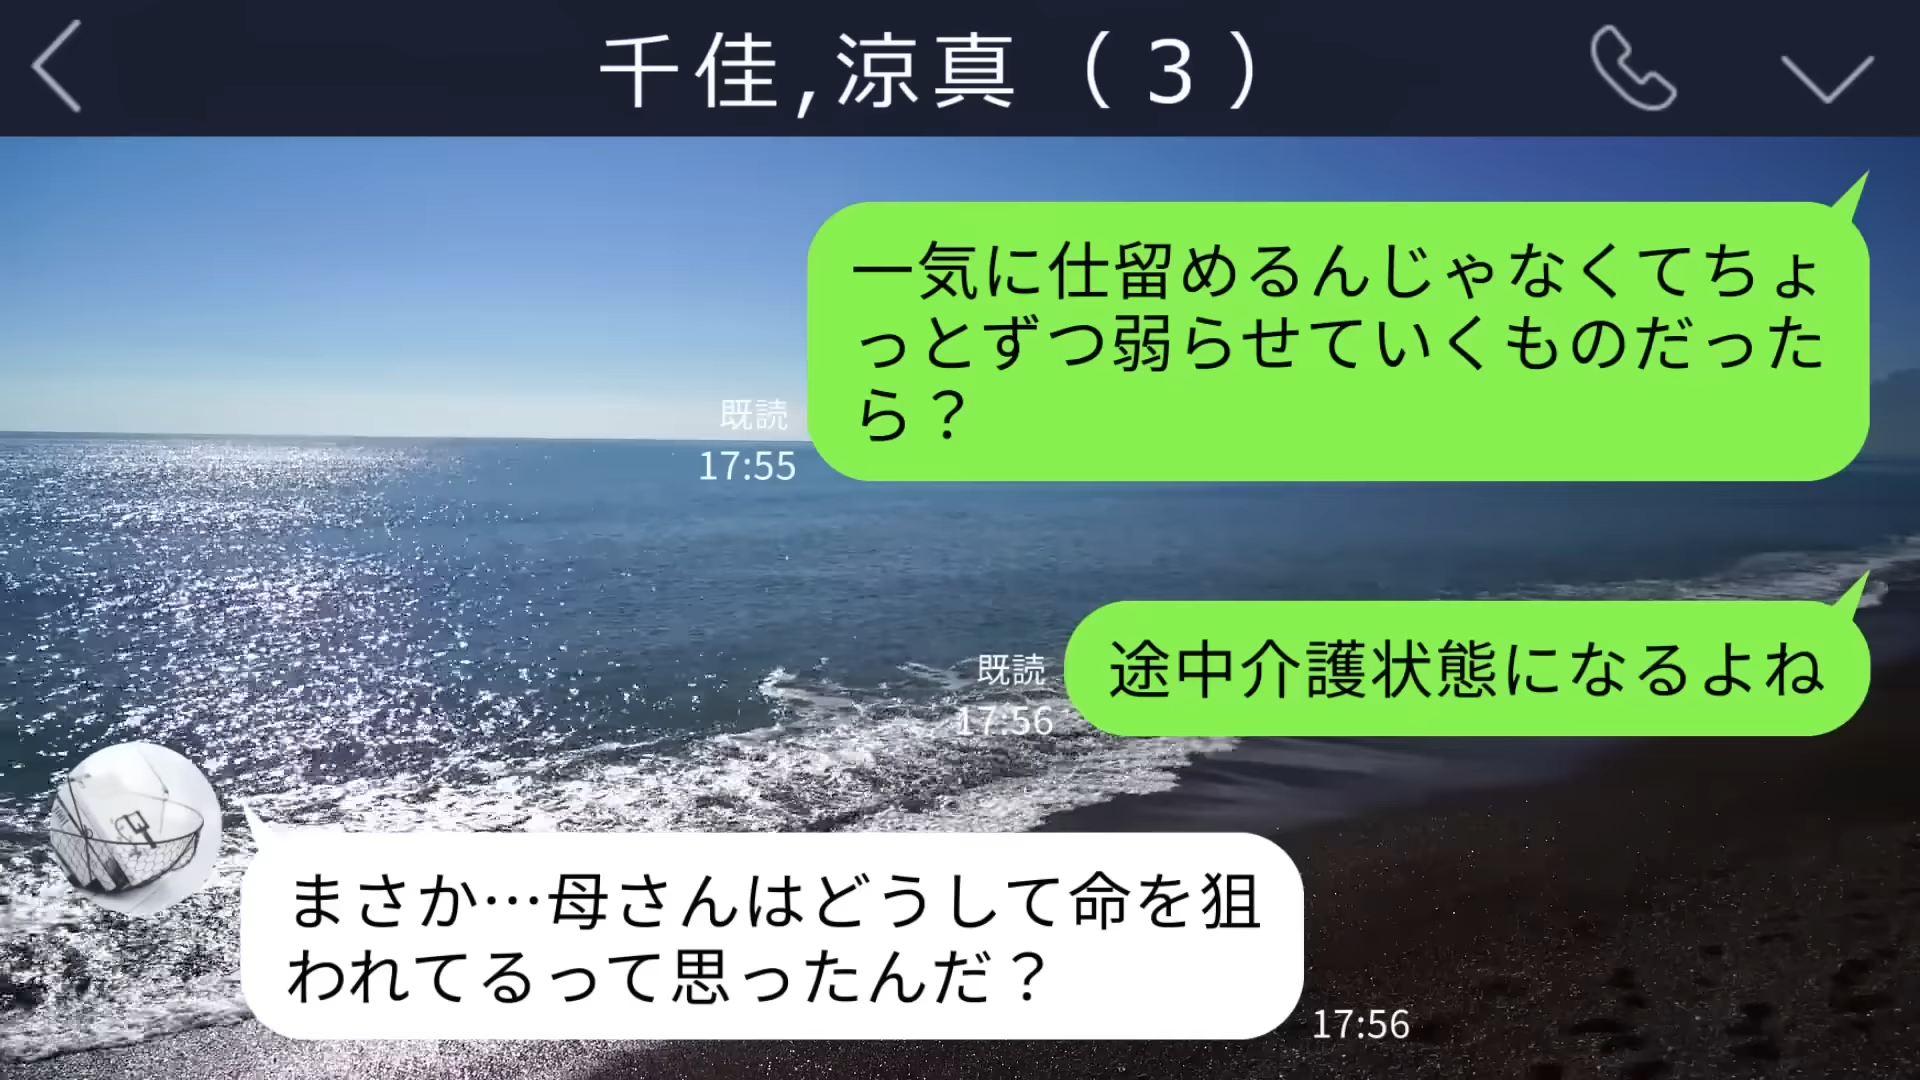 千佳,涼真（3）
一気に仕留めるんじゃなくてちょ
っとずつ弱らせていくものだった
ら？
既読
17:55
途中介護状態になるよね
既読
17:56
まさか…母さんはどうして命を狙
われてるって思ったんだ？
17:56